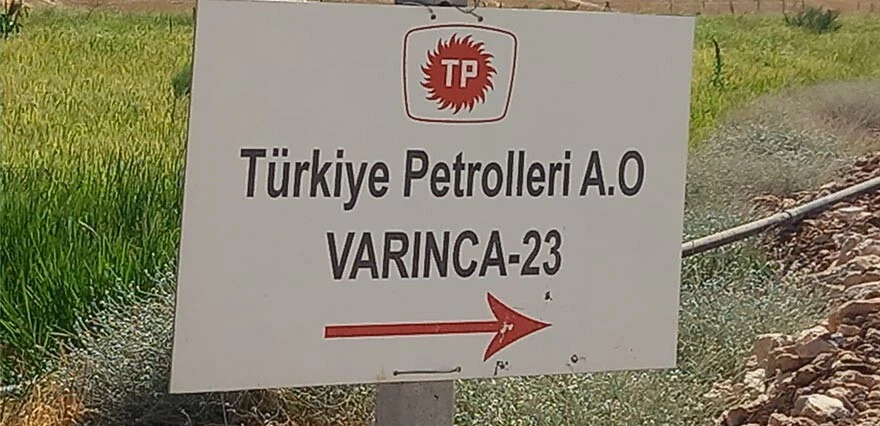 TP
Türkiye Petrolleri A.O
VARINCA-23